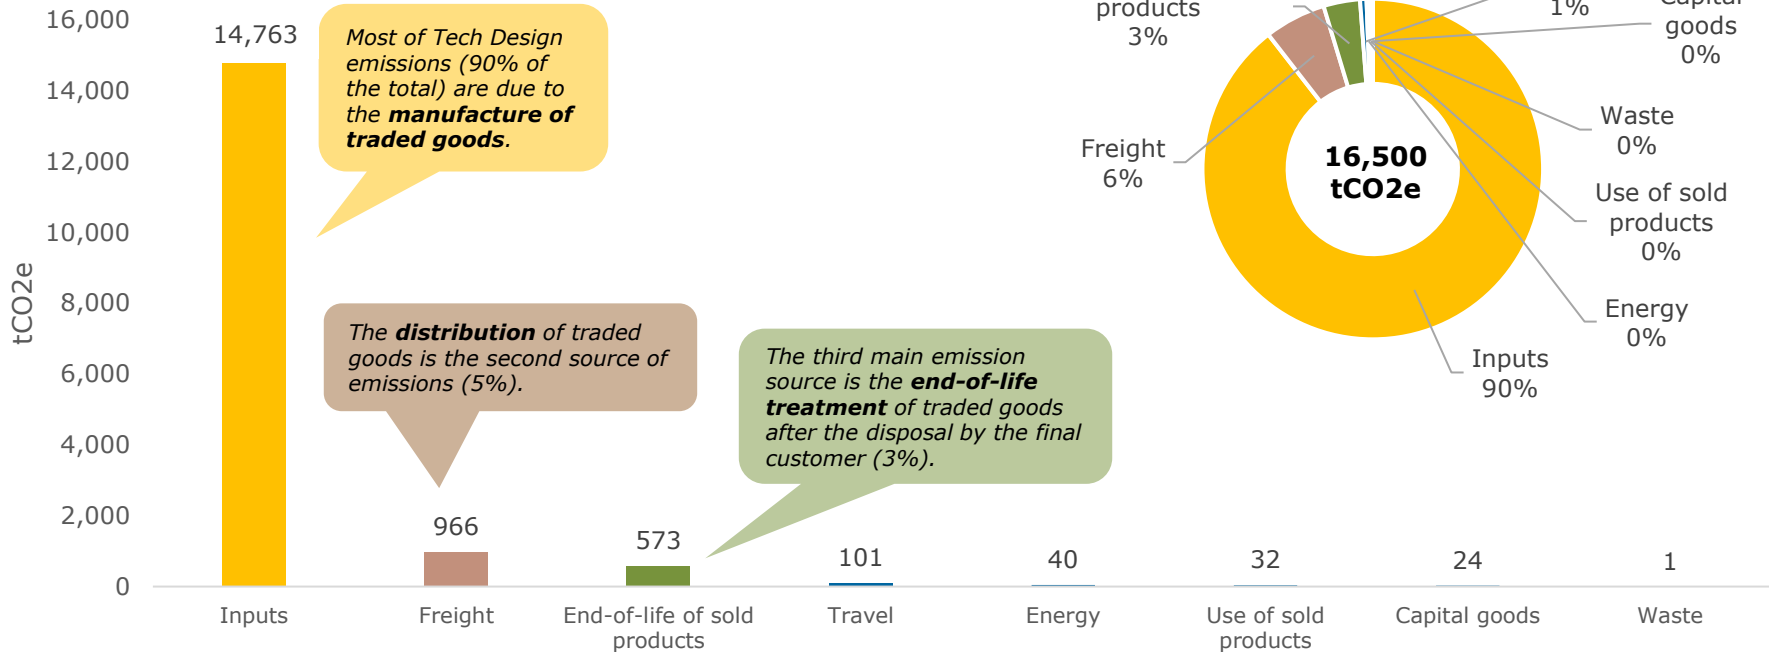 16,000
14,000
12,000
10,000
8,000
6,000
4,000
2,000
0
tCO2e
14,763
966
573
101
40
32
24
1
Inputs
Freight
End-of-life of sold
products
Travel
Energy
Use of sold
products
Capital goods
Waste
Most of Tech Design
emissions (90% of
the total) are due to
the manufacture of
traded goods.
The distribution of traded
goods is the second source of
emissions (5%).
The third main emission
source is the end-of-life
treatment of traded goods
after the disposal by the final
customer (3%).
products
3%
1%
Capital
goods
0%
Waste
0%
Use of sold
products
0%
Energy
0%
Inputs
90%
Freight
6%
16,500
tCO2e